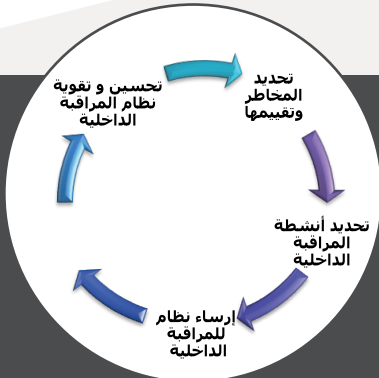 تحديد
المخاطر
وتقييمها
تحديد أنشطة
المراقبة
الداخلية
إرساء نظام
للمراقبة
الداخلية
تحسين و تقوية
نظام المراقبة
الداخلية